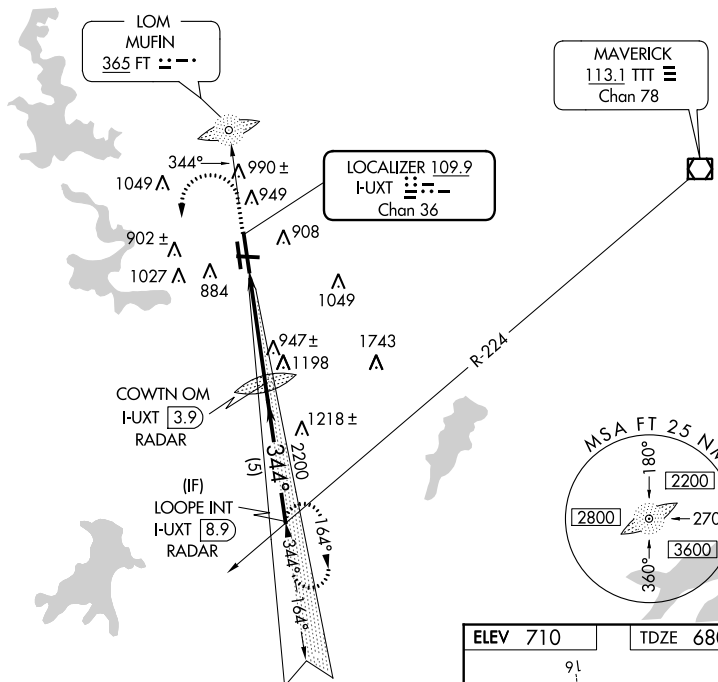 LOM
MUFIN
365 FT
MAVERICK
113.1 TTT
Chan 78
344°
990 ±
1049
949
LOCALIZER 109.9
I-UXT
Chan 36
902 ±
908
1027
884
1049
R-224
947 ±
1743
1198
COWTN OM
I-UXT 3.9
RADAR
1218 ±
2200
344°
(5)
(IF)
LOOPE INT
I-UXT 8.9
RADAR
164°
344°
164°
MSA FT 25 NM
180°
2200
2800
270
3600
360°
ELEV 710
TDZE 680
16